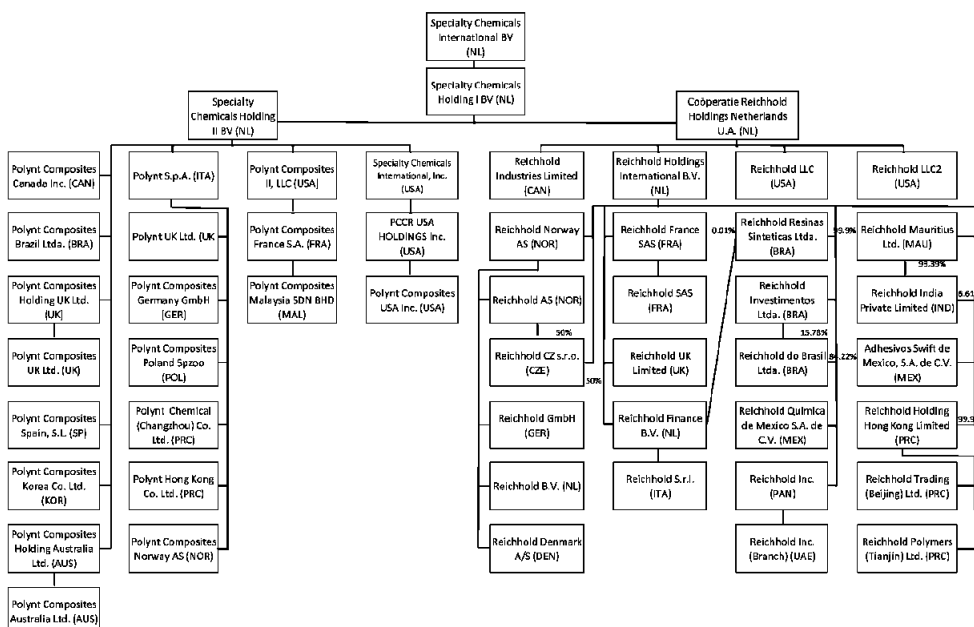 Specialty Chemicals
International BV
(NL)
Specialty Chemicals
Holding I BV (NL)
Specialty
Chemicals Holding
II BV (NL)
Coöperatie Reichhold
Holdings Netherlands
U.A. (NL)
Polynt Composites
Canada Inc. (CAN)
Polynt S.p.A. (ITA)
Polynt Composites
II, LLC (USA)
Specialty Chemicals
International, Inc.
(USA)
Reichhold
Industries Limited
(CAN)
Reichhold Holdings
International B.V.
(NL)
Reichhold LLC
(USA)
Reichhold LLC2
(USA)
Polynt Composites
Brazil Ltda. (BRA)
Polynt UK Ltd. (UK
Polynt Composites
France S.A. (FRA)
PCCR USA
HOLDINGS Inc.
(USA)
Reichhold Norway
AS (NOR)
Reichhold France
SAS (FRA)
0.01%
Reichhold Resinas
Sinteticas Ltda.
(BRA)
99.9%
Reichhold Mauritius
Ltd. (MAU)
93.39%
Polynt Composites
Holding UK Ltd.
(UK)
Polynt Composites
Germany GmbH
(GER)
Polynt Composites
Malaysia SDN BHD
(MAL)
Polynt Composites
USA Inc. (USA)
Reichhold AS (NOR)
Reichhold SAS
(FRA)
Reichhold
Investimentos
Ltda. (BRA)
Reichhold India
Private Limited (IND)
6.61
50%
15.78%
Polynt Composites
UK Ltd. (UK)
Polynt Composites
Poland Spzoo
(POL)
Reichhold CZ s.r.o.
(CZE)
50%
Reichhold UK
Limited (UK)
Reichhold do Brasil
Ltda. (BRA)
84.22%
Adhesivos Swift de
Mexico, S.A. de C.V.
(MEX)
Polynt Composites
Spain, S.L. (SP)
Polynt Chemical
(Changzhou) Co.
Ltd. (PRC)
Reichhold GmbH
(GER)
Reichhold Finance
B.V. (NL)
Reichhold Quimica
de Mexico S.A. de
C.V. (MEX)
Reichhold Holding
Hong Kong Limited
(PRC)
99.9
Polynt Composites
Korea Co. Ltd.
(KOR)
Polynt Hong Kong
Co. Ltd. (PRC)
Reichhold B.V. (NL)
Reichhold S.r.l.
(ITA)
Reichhold Inc.
(PAN)
Reichhold Trading
(Beijing) Ltd. (PRC)
Polynt Composites
Holding Australia
Ltd. (AUS)
Polynt Composites
Norway AS (NOR)
Reichhold Denmark
A/S (DEN)
Reichhold Inc.
(Branch) (UAE)
Reichhold Polymers
(Tianjin) Ltd. (PRC)
Polynt Composites
Australia Ltd. (AUS)